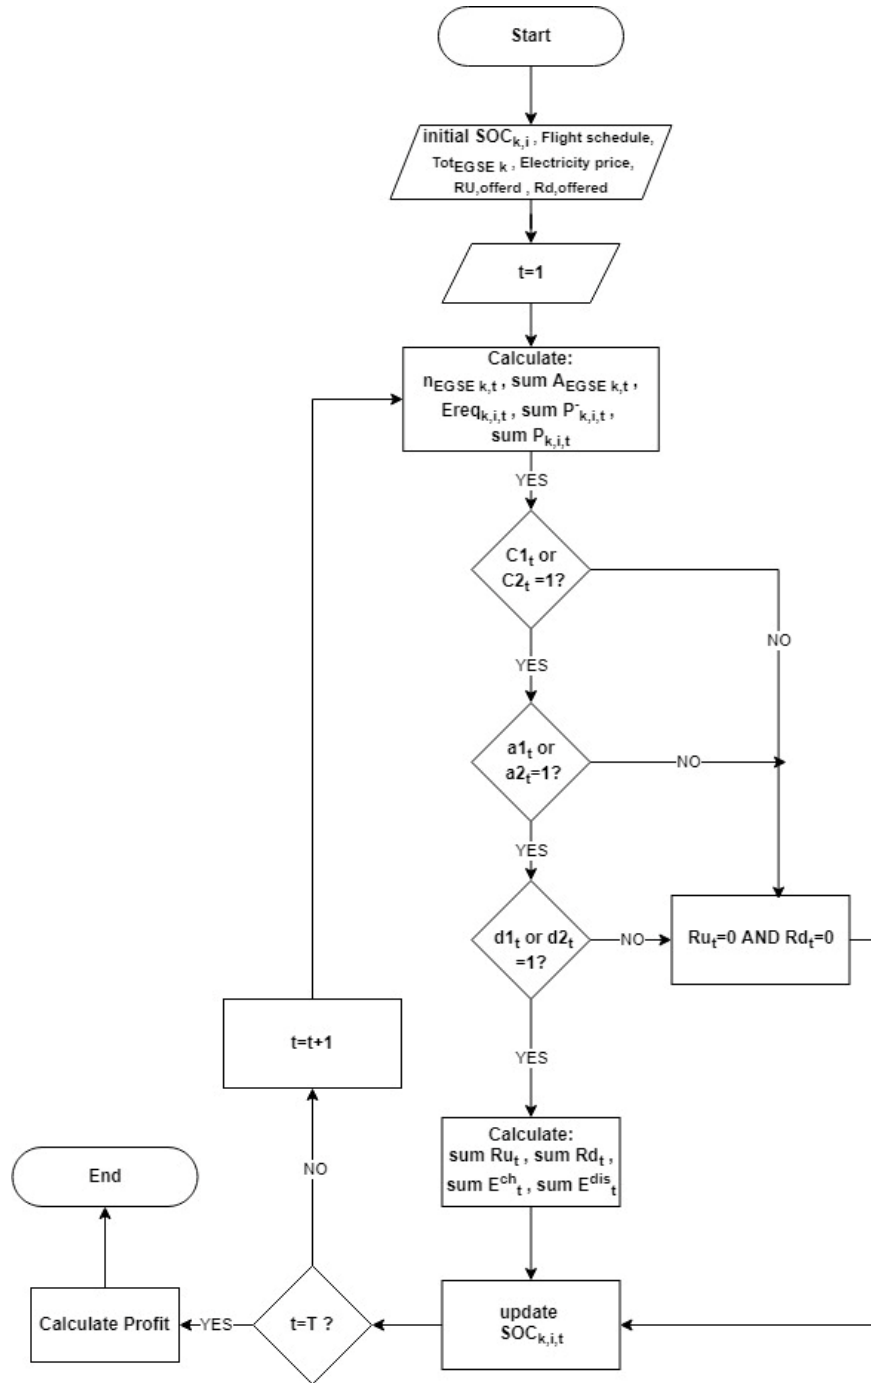 Start
initial SOCk,i , Flight schedule,
TotEGSE k , Electricity price,
RU,offerd , Rd,offered
t=1
Calculate:
nEGSE k,t , sum AEGSE k,t ,
Ereqk,i,t , sum P-k,i,t ,
sum Pk,i,t
YES
C1t or
C2t =1?
NO
YES
a1t or
a2t=1?
NO
YES
d1t or d2t
=1?
NO
Rut=0 AND Rdt=0
t=t+1
YES
Calculate:
sum Rut , sum Rdt ,
sum Echt , sum Edist
NO
End
update
SOCk,i,t
t=T ?
YES
Calculate Profit